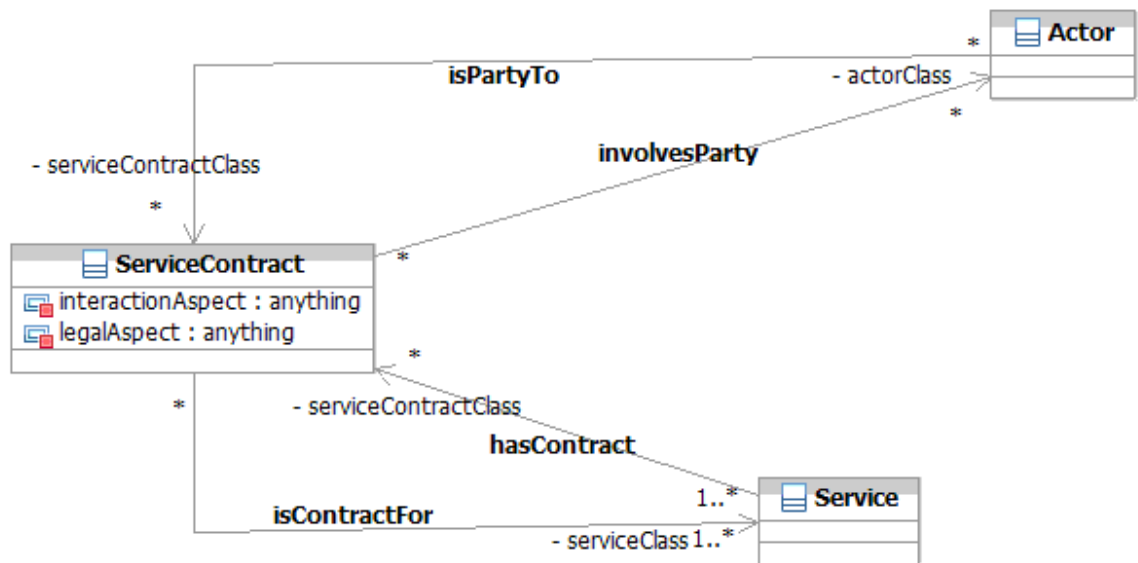 Actor
*
isPartyTo
- actorClass
*
involvesParty
- serviceContractClass
*
ServiceContract
*
interactionAspect : anything
legalAspect : anything
*
*
- serviceContractClass
hasContract
1..*
Service
isContractFor
- serviceClass 1..*